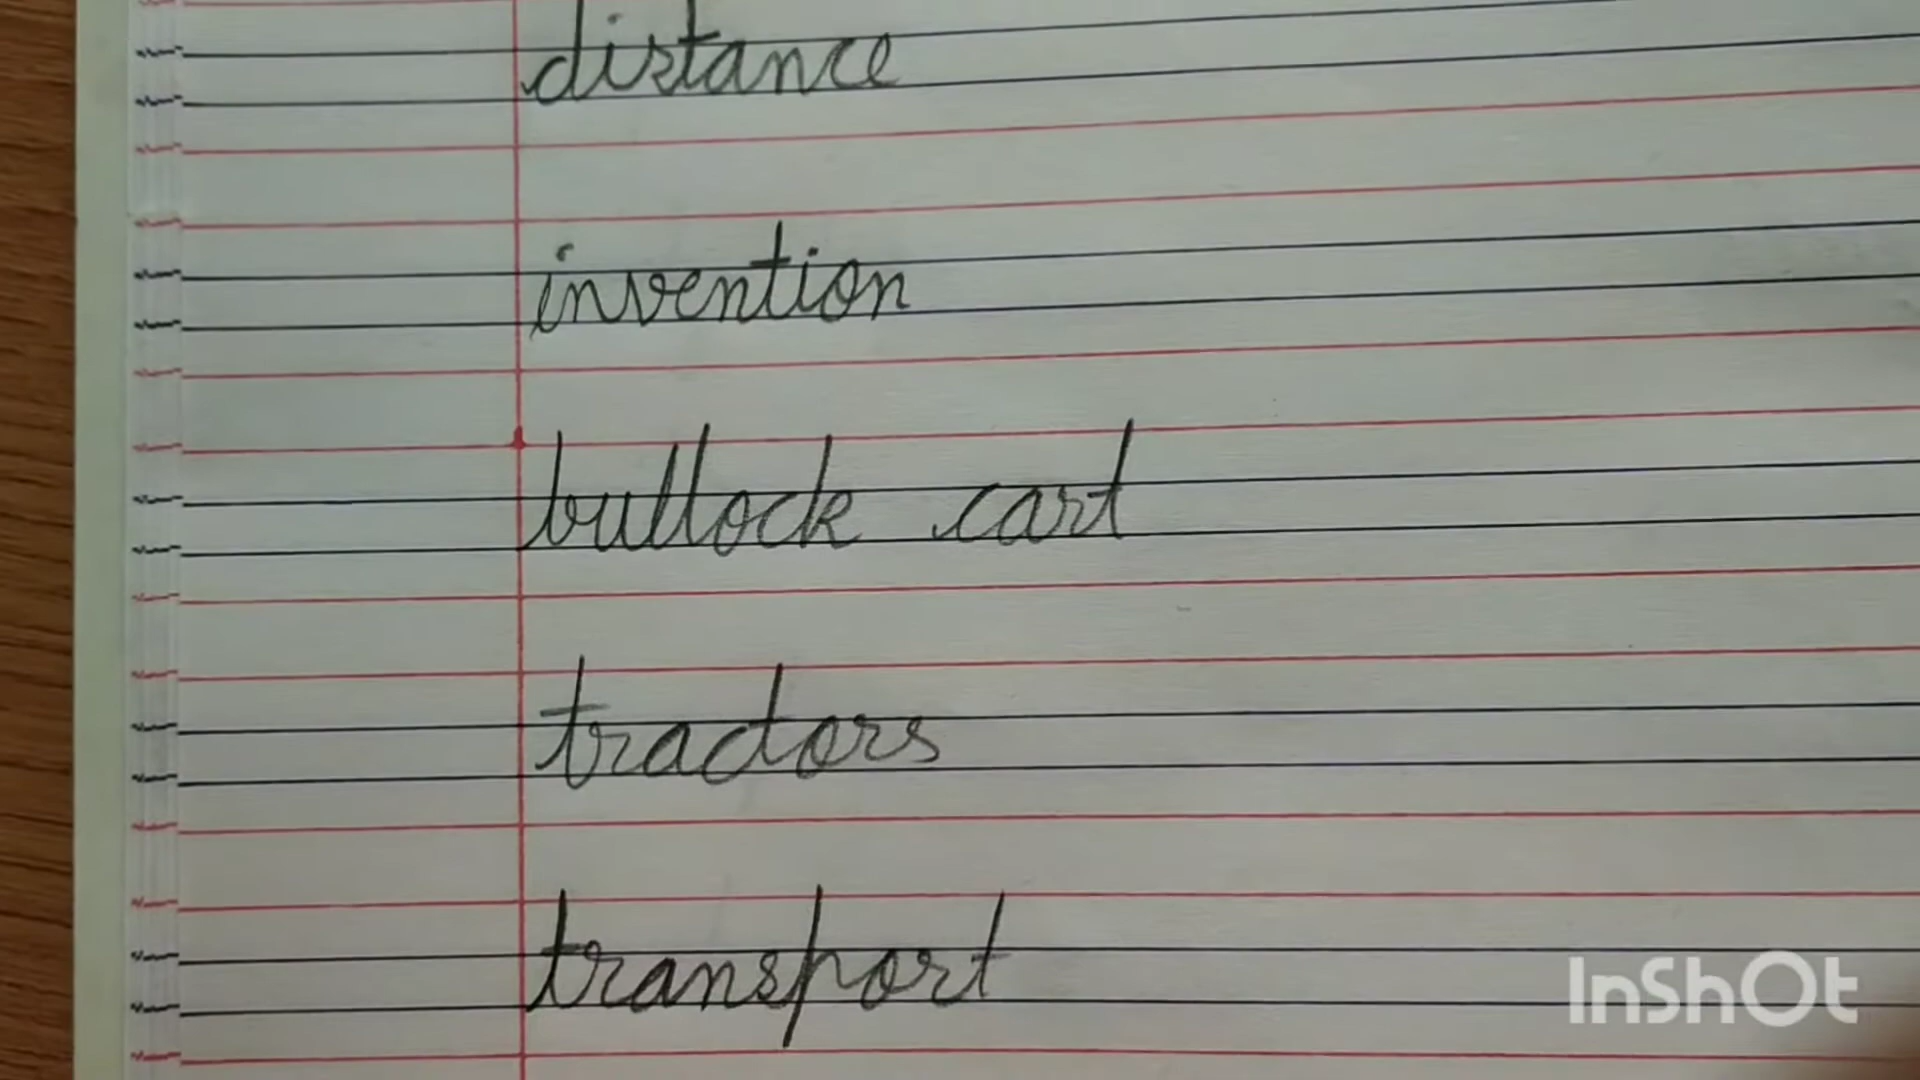 distance
invention
bullock cart
tractors
transport
InShOt